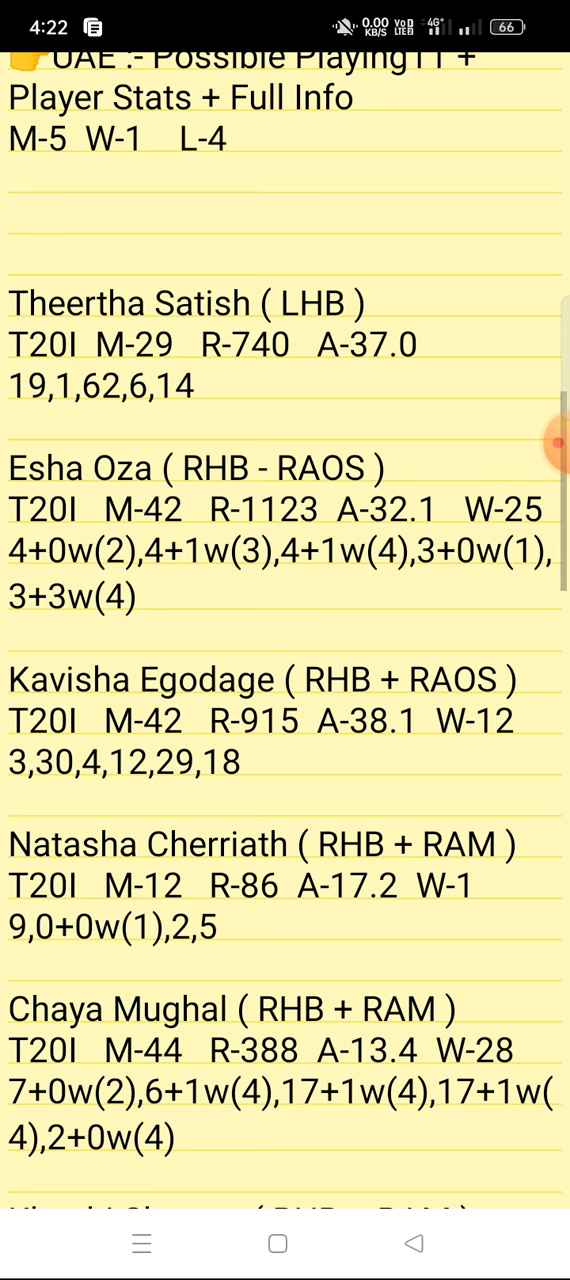 4:22
0.00
KB/S
Vo
LTE2
4G+
66
👉UAE :- Possible Playing11 +
Player Stats + Full Info
M-5 W-1 L-4
Theertha Satish ( LHB )
T20I M-29 R-740 A-37.0
19,1,62,6,14
Esha Oza ( RHB - RAOS )
T20I M-42 R-1123 A-32.1 W-25
4+0w(2),4+1w(3),4+1w(4),3+0w(1),
3+3w(4)
Kavisha Egodage ( RHB + RAOS )
T20I M-42 R-915 A-38.1 W-12
3,30,4,12,29,18
Natasha Cherriath ( RHB + RAM )
T20I M-12 R-86 A-17.2 W-1
9,0+0w(1),2,5
Chaya Mughal ( RHB + RAM )
T20I M-44 R-388 A-13.4 W-28
7+0w(2),6+1w(4),17+1w(4),17+1w(
4),2+0w(4)